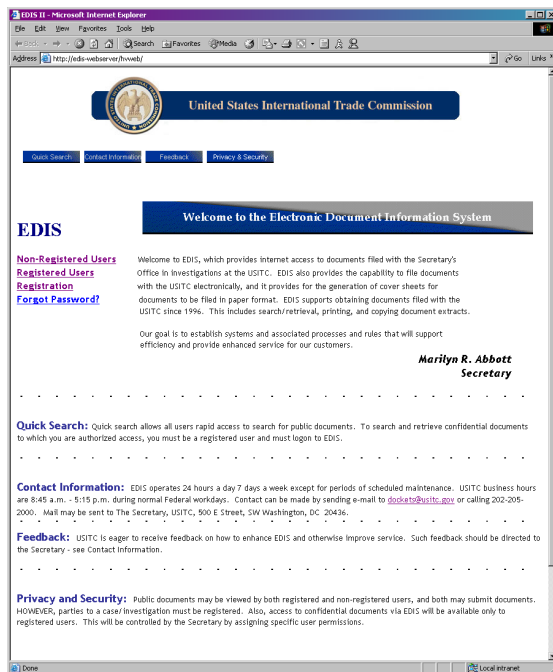 EDIS II - Microsoft Internet Explorer
File Edit View Favorites Tools Help
Back Search Favorites Media
Address http://edis-webserver/hvweb/ Go Links
United States International Trade Commission
Quick Search Contact Information Feedback Privacy & Security
Welcome to the Electronic Document Information System
EDIS
Non-Registered Users
Registered Users
Registration
Forgot Password?
Welcome to EDIS, which provides internet access to documents filed with the Secretary's
Office in investigations at the USITC. EDIS also provides the capability to file documents
with the USITC electronically, and it provides for the generation of cover sheets for
documents to be filed in paper format. EDIS supports obtaining documents filed with the
USITC since 1996. This includes search/retrieval, printing, and copying document extracts.
Our goal is to establish systems and associated processes and rules that will support
efficiency and provide enhanced service for our customers.
Marilyn R. Abbott
Secretary
Quick Search: Quick search allows all users rapid access to search for public documents. To search and retrieve confidential documents
to which you are authorized access, you must be a registered user and must logon to EDIS.
Contact Information: EDIS operates 24 hours a day 7 days a week except for periods of scheduled maintenance. USITC business hours
are 8:45 a.m. - 5:15 p.m. during normal Federal workdays. Contact can be made by sending e-mail to dockets@usitc.gov or calling 202-205-
2000. Mail may be sent to The Secretary, USITC, 500 E Street, SW Washington, DC 20436.
Feedback: USITC is eager to receive feedback on how to enhance EDIS and otherwise improve service. Such feedback should be directed to
the Secretary - see Contact Information.
Privacy and Security: Public documents may be viewed by both registered and non-registered users, and both may submit documents.
HOWEVER, parties to a case/investigation must be registered. Also, access to confidential documents via EDIS will be available only to
registered users. This will be controlled by the Secretary by assigning specific user permissions.
Done Local intranet